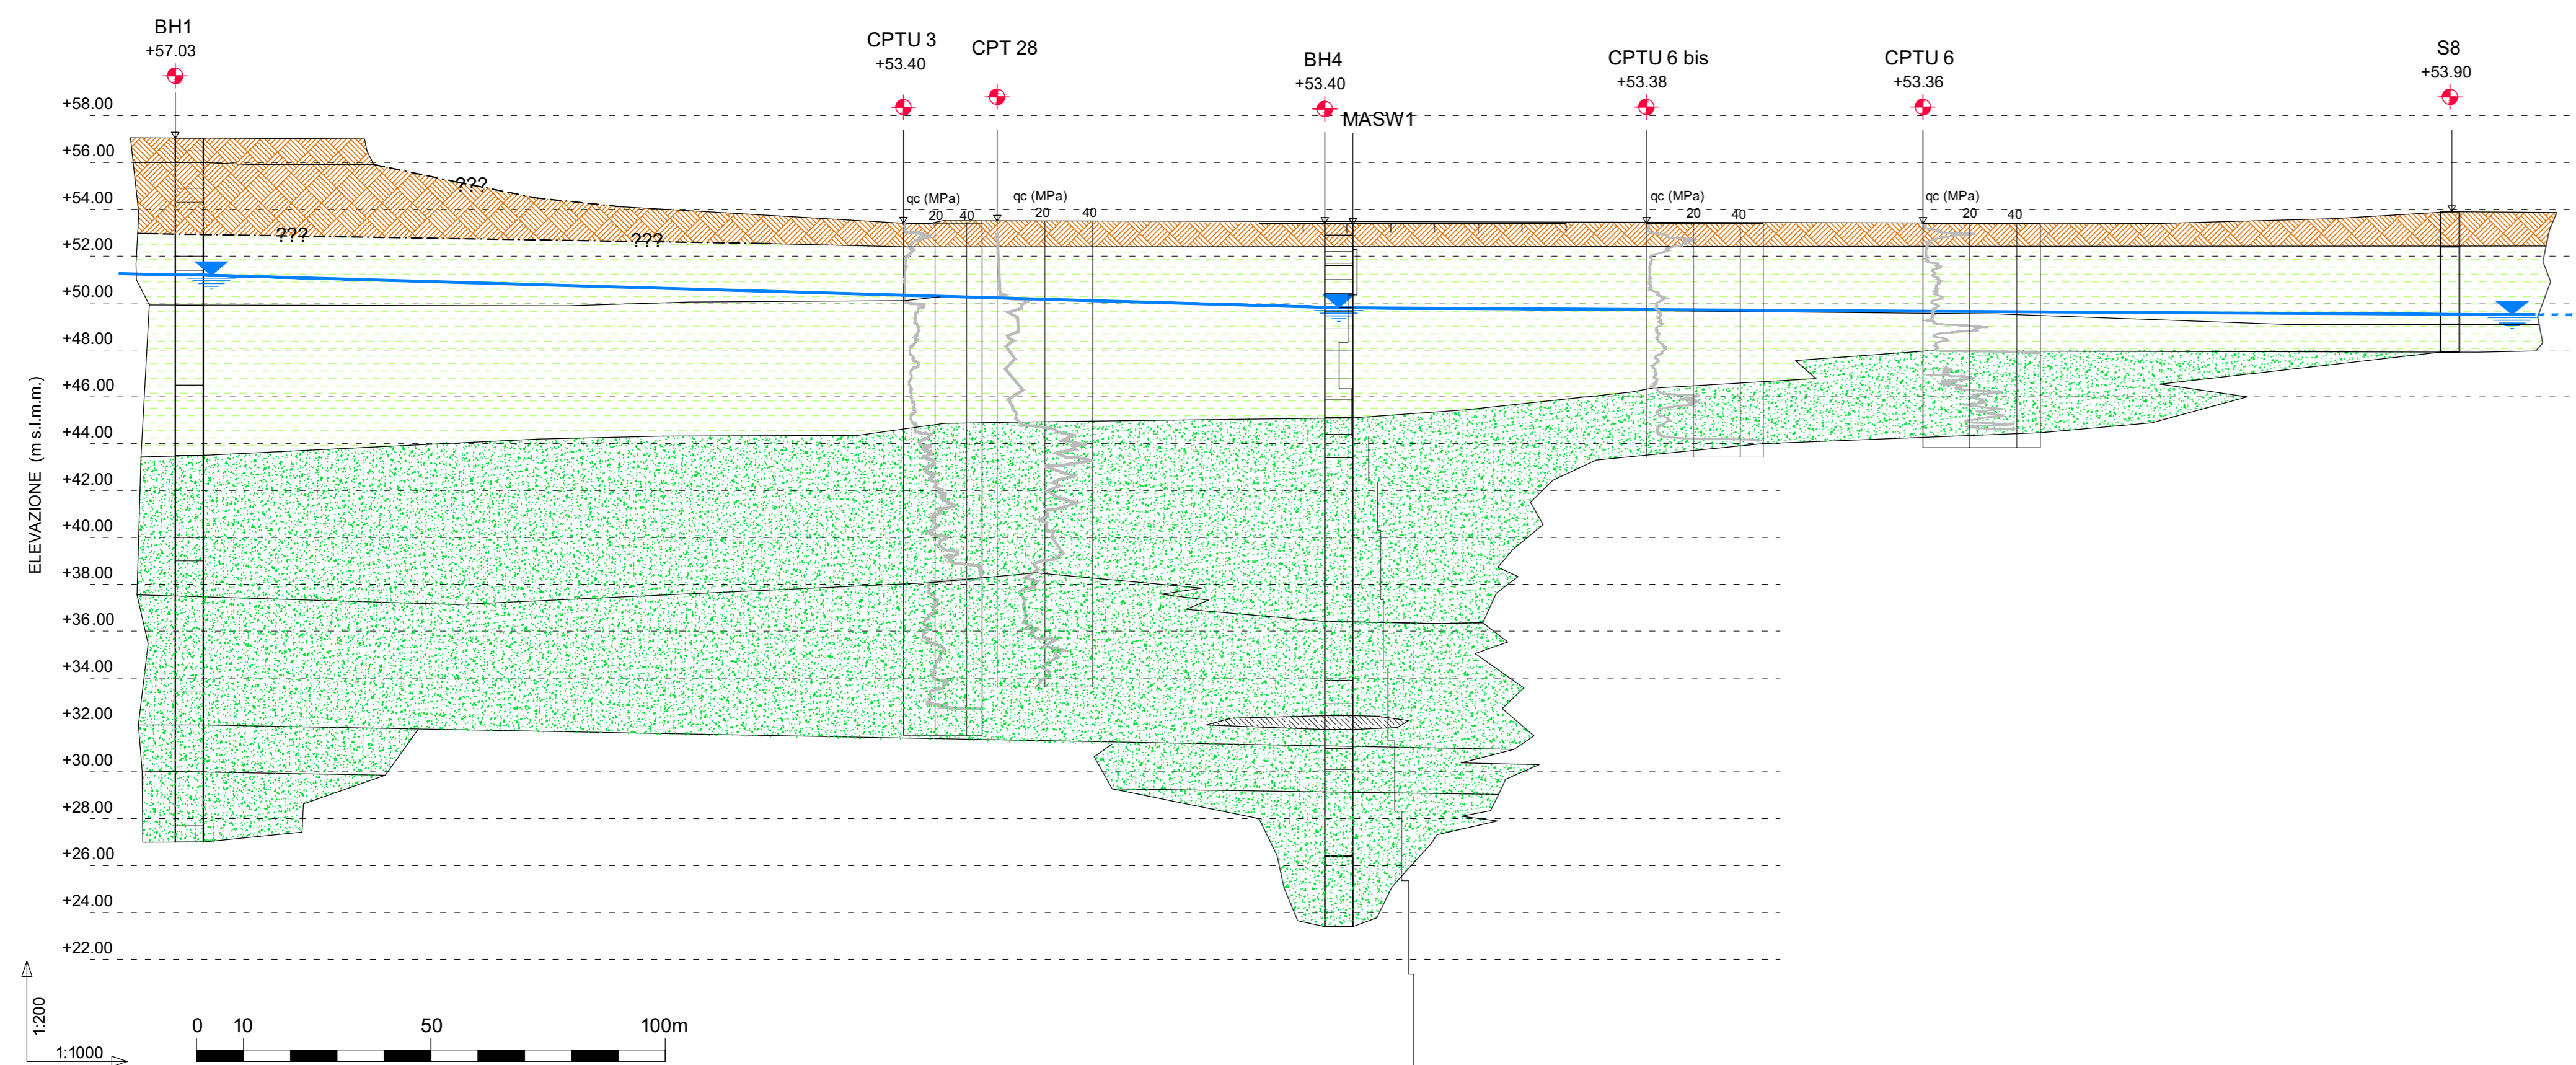 BH1
+57.03
CPTU 3
+53.40
CPT 28
BH4
+53.40
MASW1
CPTU 6 bis
+53.38
CPTU 6
+53.36
S8
+53.90
+58.00
+56.00
+54.00
+52.00
+50.00
+48.00
+46.00
+44.00
+42.00
+40.00
+38.00
+36.00
+34.00
+32.00
+30.00
+28.00
+26.00
+24.00
+22.00
ELEVAZIONE (m s.l.m.m.)
???
???
???
qc (MPa)
20 40
qc (MPa)
20 40
qc (MPa)
20 40
qc (MPa)
20 40
1:200
1:1000
0 10 50 100m